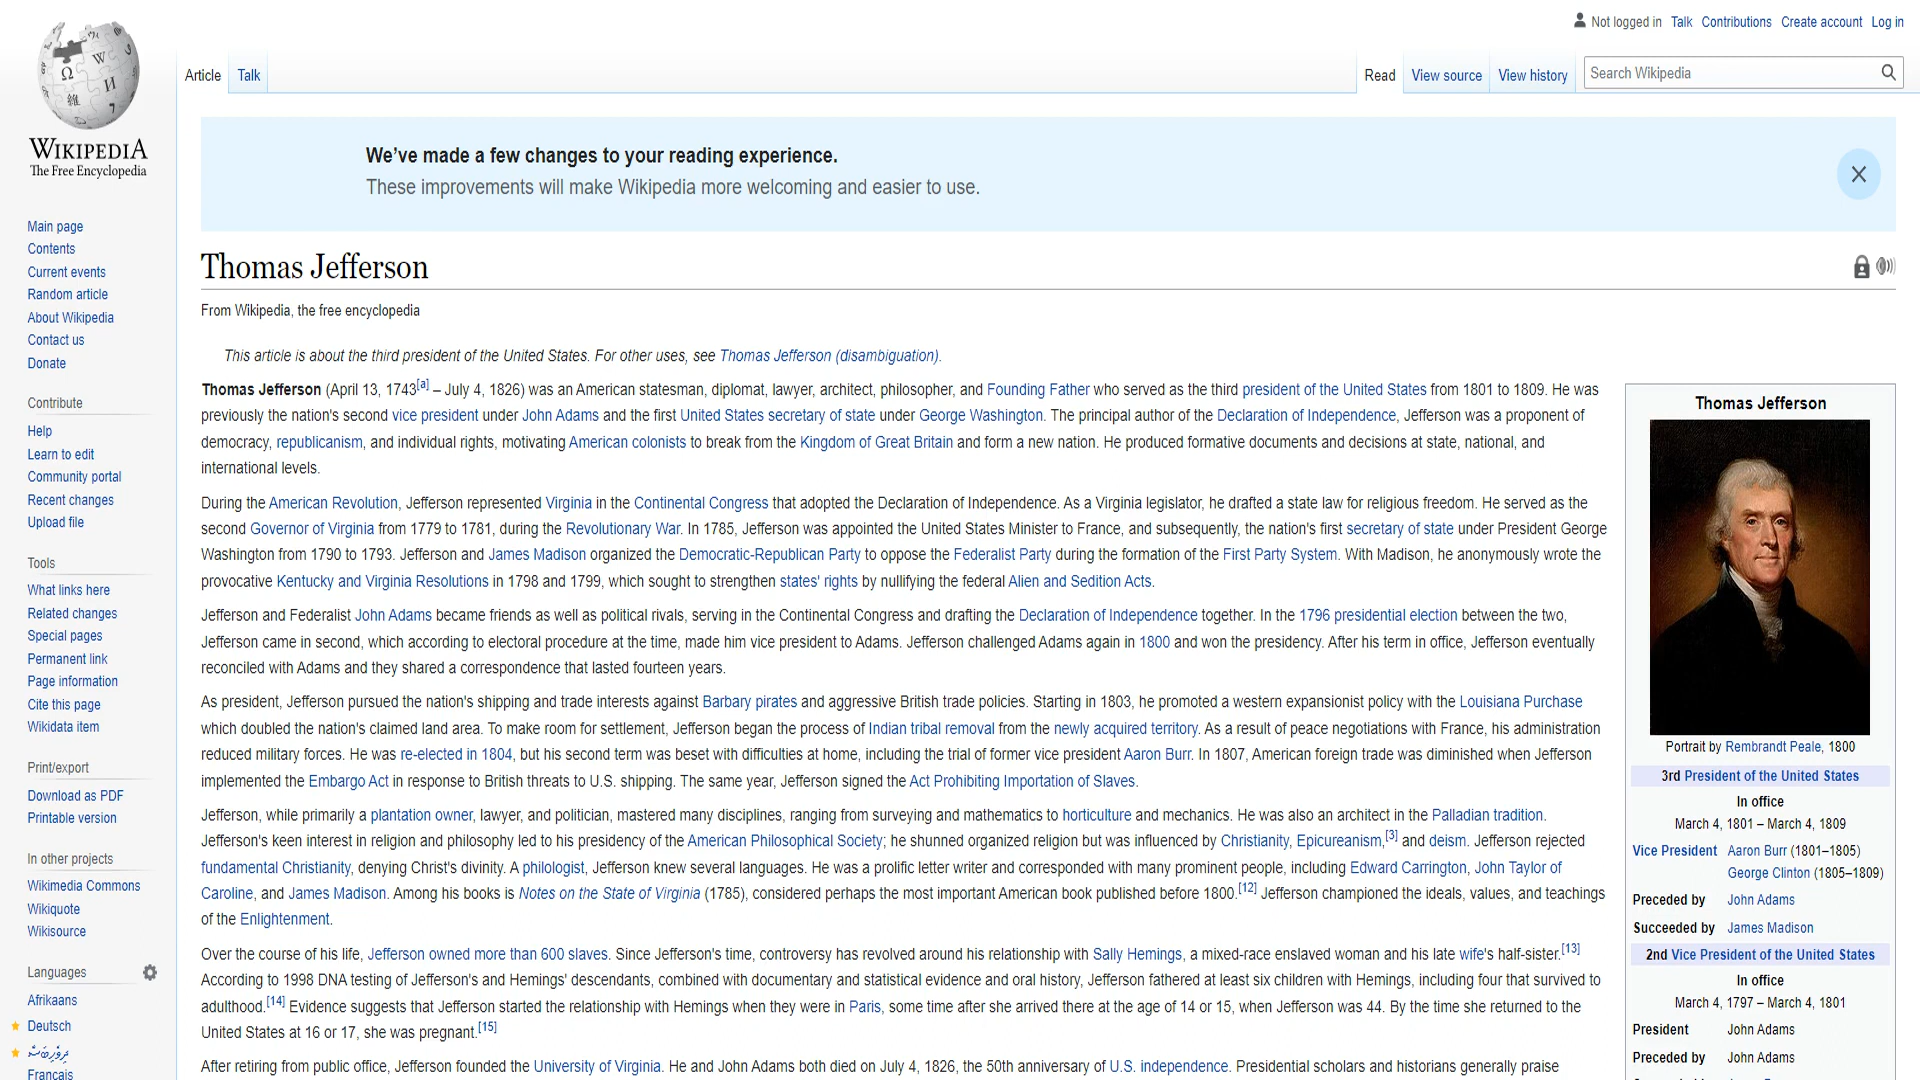 Not logged in Talk Contributions Create account Log in
Article Talk Read View source View history Search Wikipedia
WIKIPEDIA
The Free Encyclopedia
Main page
Contents
Current events
Random article
About Wikipedia
Contact us
Donate
Contribute
Help
Learn to edit
Community portal
Recent changes
Upload file
Tools
What links here
Related changes
Special pages
Permanent link
Page information
Cite this page
Wikidata item
Print/export
Download as PDF
Printable version
In other projects
Wikimedia Commons
Wikiquote
Wikisource
Languages
Afrikaans
Deutsch
Français
We've made a few changes to your reading experience.
These improvements will make Wikipedia more welcoming and easier to use.
Thomas Jefferson
From Wikipedia, the free encyclopedia
This article is about the third president of the United States. For other uses, see Thomas Jefferson (disambiguation).
Thomas Jefferson (April 13, 1743[a] – July 4, 1826) was an American statesman, diplomat, lawyer, architect, philosopher, and Founding Father who served as the third president of the United States from 1801 to 1809. He was
previously the nation's second vice president under John Adams and the first United States secretary of state under George Washington. The principal author of the Declaration of Independence, Jefferson was a proponent of
democracy, republicanism, and individual rights, motivating American colonists to break from the Kingdom of Great Britain and form a new nation. He produced formative documents and decisions at state, national, and
international levels.
During the American Revolution, Jefferson represented Virginia in the Continental Congress that adopted the Declaration of Independence. As a Virginia legislator, he drafted a state law for religious freedom. He served as the
second Governor of Virginia from 1779 to 1781, during the Revolutionary War. In 1785, Jefferson was appointed the United States Minister to France, and subsequently, the nation's first secretary of state under President George
Washington from 1790 to 1793. Jefferson and James Madison organized the Democratic-Republican Party to oppose the Federalist Party during the formation of the First Party System. With Madison, he anonymously wrote the
provocative Kentucky and Virginia Resolutions in 1798 and 1799, which sought to strengthen states' rights by nullifying the federal Alien and Sedition Acts.
Jefferson and Federalist John Adams became friends as well as political rivals, serving in the Continental Congress and drafting the Declaration of Independence together. In the 1796 presidential election between the two,
Jefferson came in second, which according to electoral procedure at the time, made him vice president to Adams. Jefferson challenged Adams again in 1800 and won the presidency. After his term in office, Jefferson eventually
reconciled with Adams and they shared a correspondence that lasted fourteen years.
As president, Jefferson pursued the nation's shipping and trade interests against Barbary pirates and aggressive British trade policies. Starting in 1803, he promoted a western expansionist policy with the Louisiana Purchase
which doubled the nation's claimed land area. To make room for settlement, Jefferson began the process of Indian tribal removal from the newly acquired territory. As a result of peace negotiations with France, his administration
reduced military forces. He was re-elected in 1804, but his second term was beset with difficulties at home, including the trial of former vice president Aaron Burr. In 1807, American foreign trade was diminished when Jefferson
implemented the Embargo Act in response to British threats to U.S. shipping. The same year, Jefferson signed the Act Prohibiting Importation of Slaves.
Jefferson, while primarily a plantation owner, lawyer, and politician, mastered many disciplines, ranging from surveying and mathematics to horticulture and mechanics. He was also an architect in the Palladian tradition.
Jefferson's keen interest in religion and philosophy led to his presidency of the American Philosophical Society; he shunned organized religion but was influenced by Christianity, Epicureanism,[3] and deism. Jefferson rejected
fundamental Christianity, denying Christ's divinity. A philologist, Jefferson knew several languages. He was a prolific letter writer and corresponded with many prominent people, including Edward Carrington, John Taylor of
Caroline, and James Madison. Among his books is Notes on the State of Virginia (1785), considered perhaps the most important American book published before 1800.[12] Jefferson championed the ideals, values, and teachings
of the Enlightenment.
Over the course of his life, Jefferson owned more than 600 slaves. Since Jefferson's time, controversy has revolved around his relationship with Sally Hemings, a mixed-race enslaved woman and his late wife's half-sister.[13]
According to 1998 DNA testing of Jefferson's and Hemings' descendants, combined with documentary and statistical evidence and oral history, Jefferson fathered at least six children with Hemings, including four that survived to
adulthood.[14] Evidence suggests that Jefferson started the relationship with Hemings when they were in Paris, some time after she arrived there at the age of 14 or 15, when Jefferson was 44. By the time she returned to the
United States at 16 or 17, she was pregnant.[15]
After retiring from public office, Jefferson founded the University of Virginia. He and John Adams both died on July 4, 1826, the 50th anniversary of U.S. independence. Presidential scholars and historians generally praise
Thomas Jefferson
Portrait by Rembrandt Peale, 1800
3rd President of the United States
In office
March 4, 1801 – March 4, 1809
Vice President Aaron Burr (1801–1805)
George Clinton (1805–1809)
Preceded by John Adams
Succeeded by James Madison
2nd Vice President of the United States
In office
March 4, 1797 – March 4, 1801
President John Adams
Preceded by John Adams